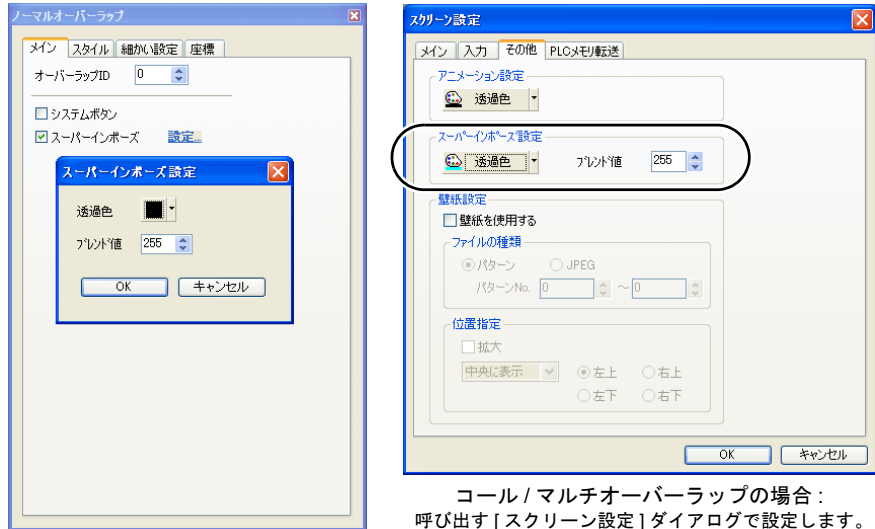 ノーマルオーバーラップ
メイン スタイル 細かい設定 座標
オーバーラップID 0
システムボタン
スーパーインポーズ 設定...
スーパーインポーズ設定
透過色
ブレンド値 255
OK キャンセル
スクリーン設定
メイン 入力 その他 PLCメモリ転送
アニメーション設定
透過色
スーパーインポーズ設定
透過色 ブレンド値 255
壁紙設定
壁紙を使用する
ファイルの種類
パターン JPEG
パターンNo. 0 ～ 0
位置指定
拡大
中央に表示 左上 右上
左下 右下
OK キャンセル
コール / マルチオーバーラップの場合 :
呼び出す [ スクリーン設定 ] ダイアログで設定します。